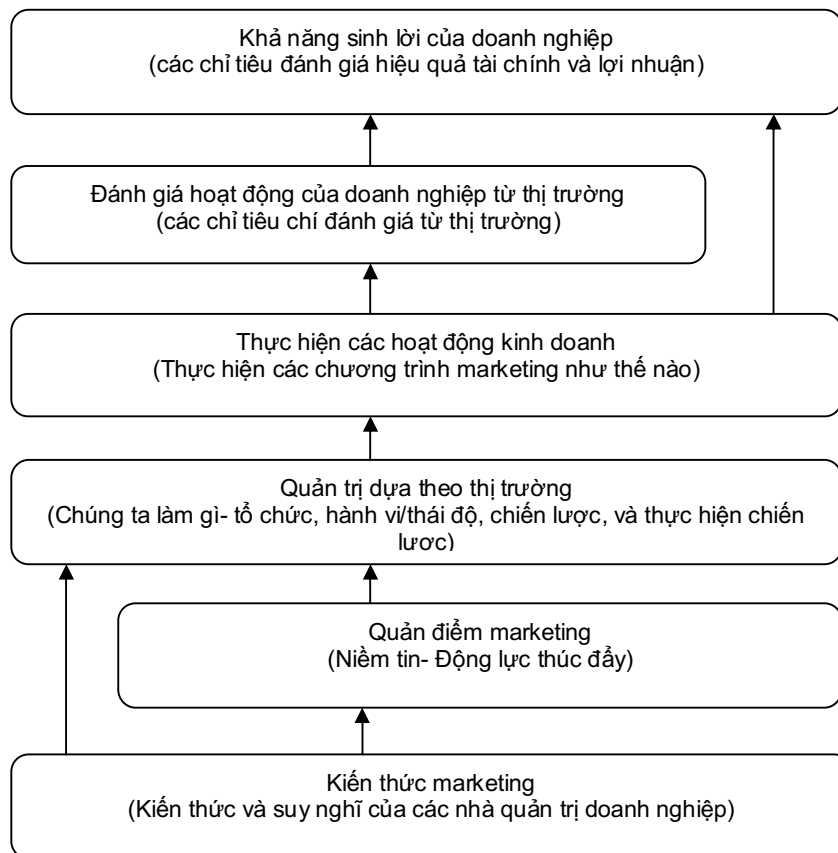 Khả năng sinh lời của doanh nghiệp
(các chỉ tiêu đánh giá hiệu quả tài chính và lợi nhuận)
Đánh giá hoạt động của doanh nghiệp từ thị trường
(các chỉ tiêu chí đánh giá từ thị trường)
Thực hiện các hoạt động kinh doanh
(Thực hiện các chương trình marketing như thế nào)
Quản trị dựa theo thị trường
(Chúng ta làm gì- tổ chức, hành vi/thái độ, chiến lược, và thực hiện chiến
lược)
Quản điểm marketing
(Niềm tin- Động lực thúc đẩy)
Kiến thức marketing
(Kiến thức và suy nghĩ của các nhà quản trị doanh nghiệp)